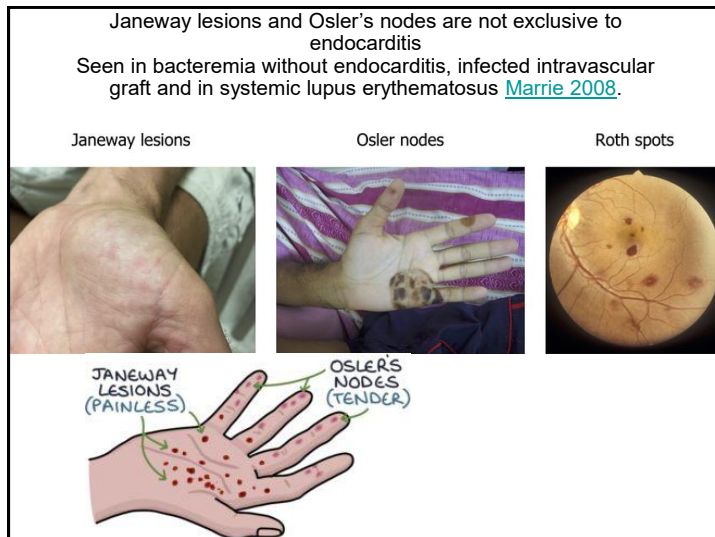 Janeway lesions and Osler’s nodes are not exclusive to
endocarditis
Seen in bacteremia without endocarditis, infected intravascular
graft and in systemic lupus erythematosus Marrie 2008.
Janeway lesions
Osler nodes
Roth spots
JANEWAY
LESIONS
(PAINLESS)
OSLER'S
NODES
(TENDER)